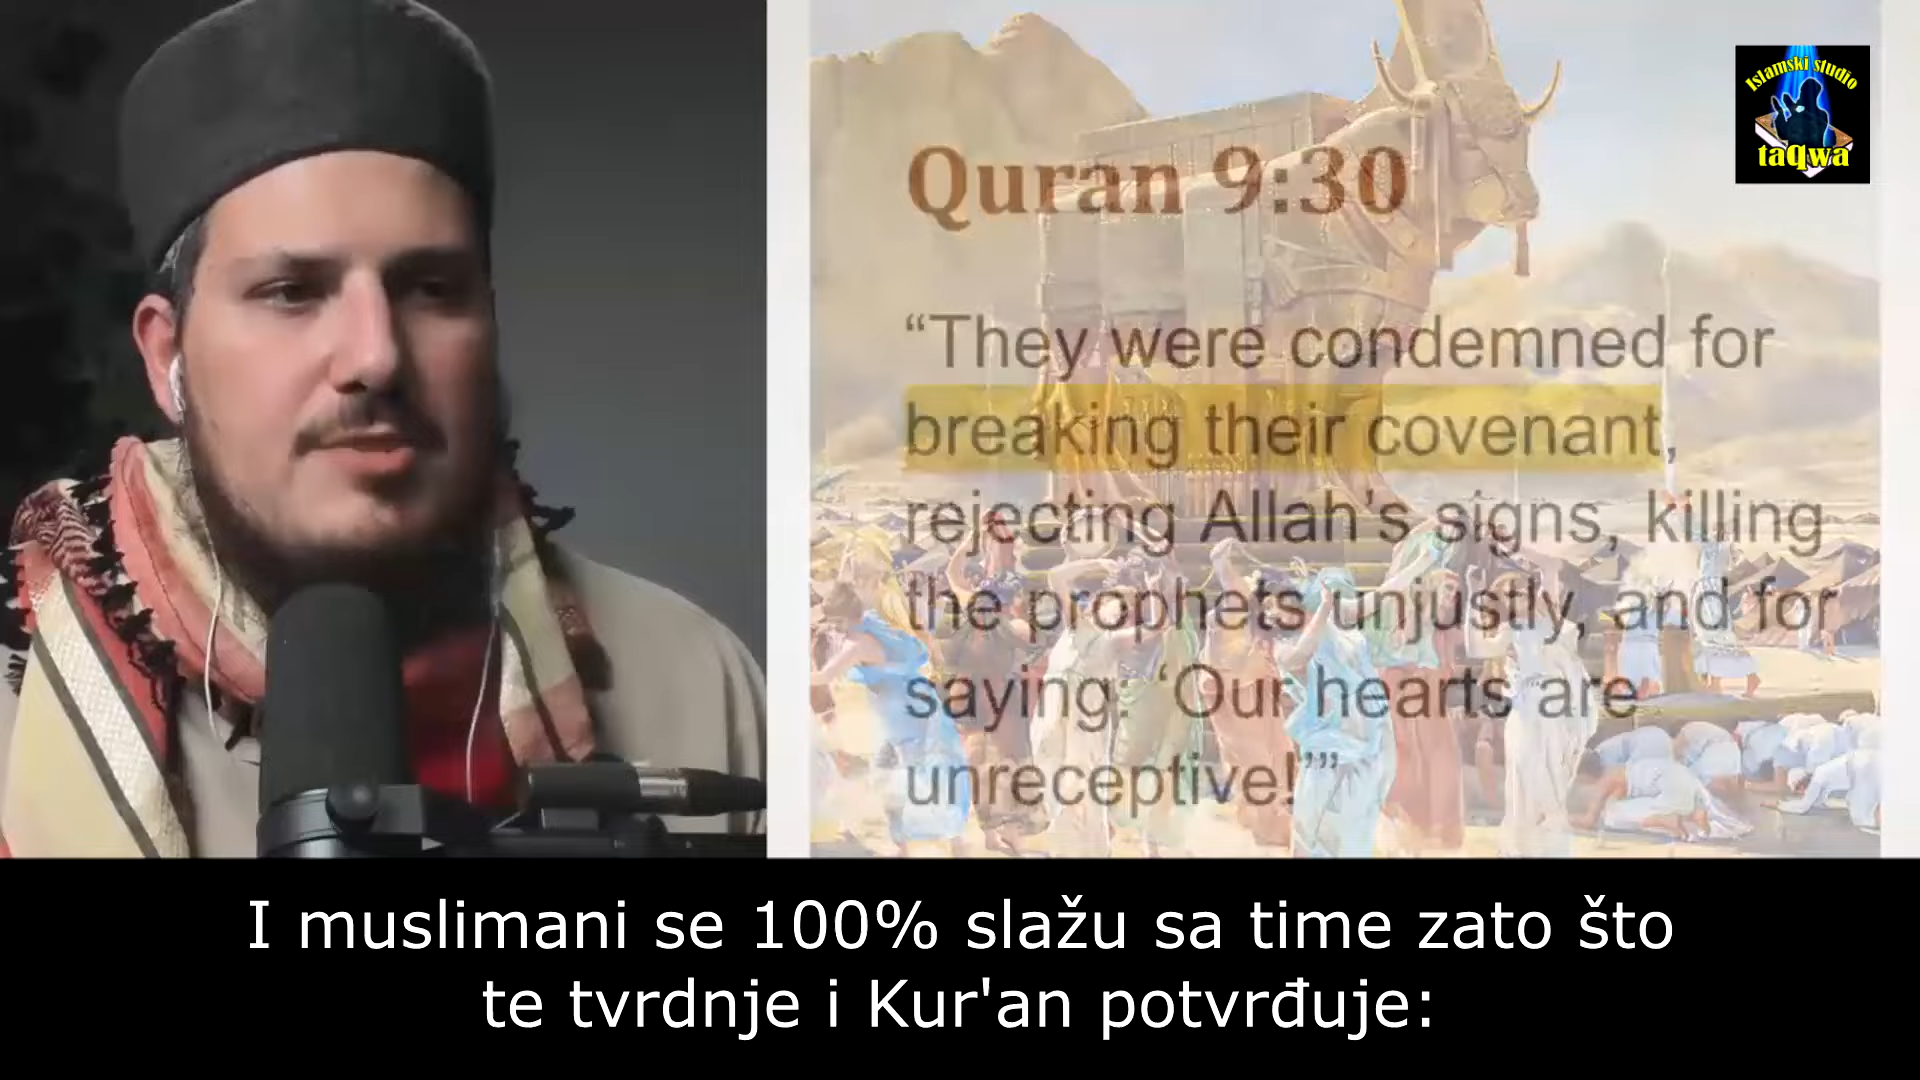 Islamski studio
taqwa
Quran 9:30
“They were condemned for
breaking their covenant,
rejecting Allah’s signs, killing
the prophets unjustly, and for
saying: ‘Our hearts are
unreceptive!’”
I muslimani se 100% slažu sa time zato što
te tvrdnje i Kur'an potvrđuje: